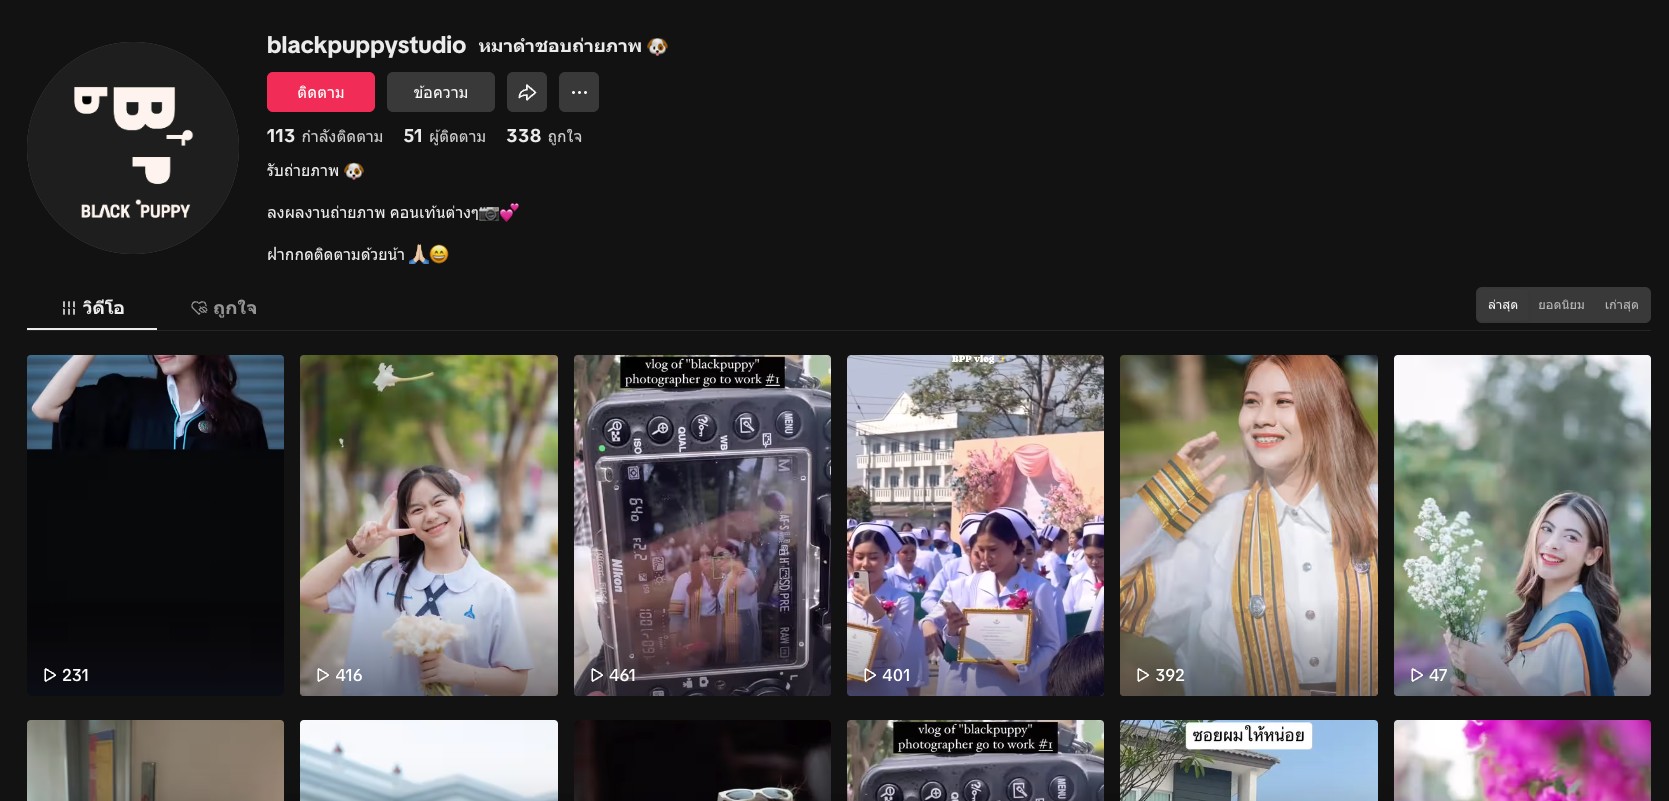 blackpuppystudio หมาดำชอบถ่ายภาพ
ติดตาม ข้อความ
113 กำลังติดตาม 51 ผู้ติดตาม 338 ถูกใจ
BLACK PUPPY
รับถ่ายภาพ
ลงผลงานถ่ายภาพ คอนเท้นต่างๆ
ฝากกดติดตามด้วยน้า
วิดีโอ ถูกใจ
ล่าสุด ยอดนิยม เก่าสุด
vlog of "blackpuppy"
photographer go to work #1
BPP vlog
MENU
WB
QUAL
ISO
Nikon
RAW
231
416
461
401
392
47
vlog of "blackpuppy"
photographer go to work #1
ซอยผมให้หน่อย